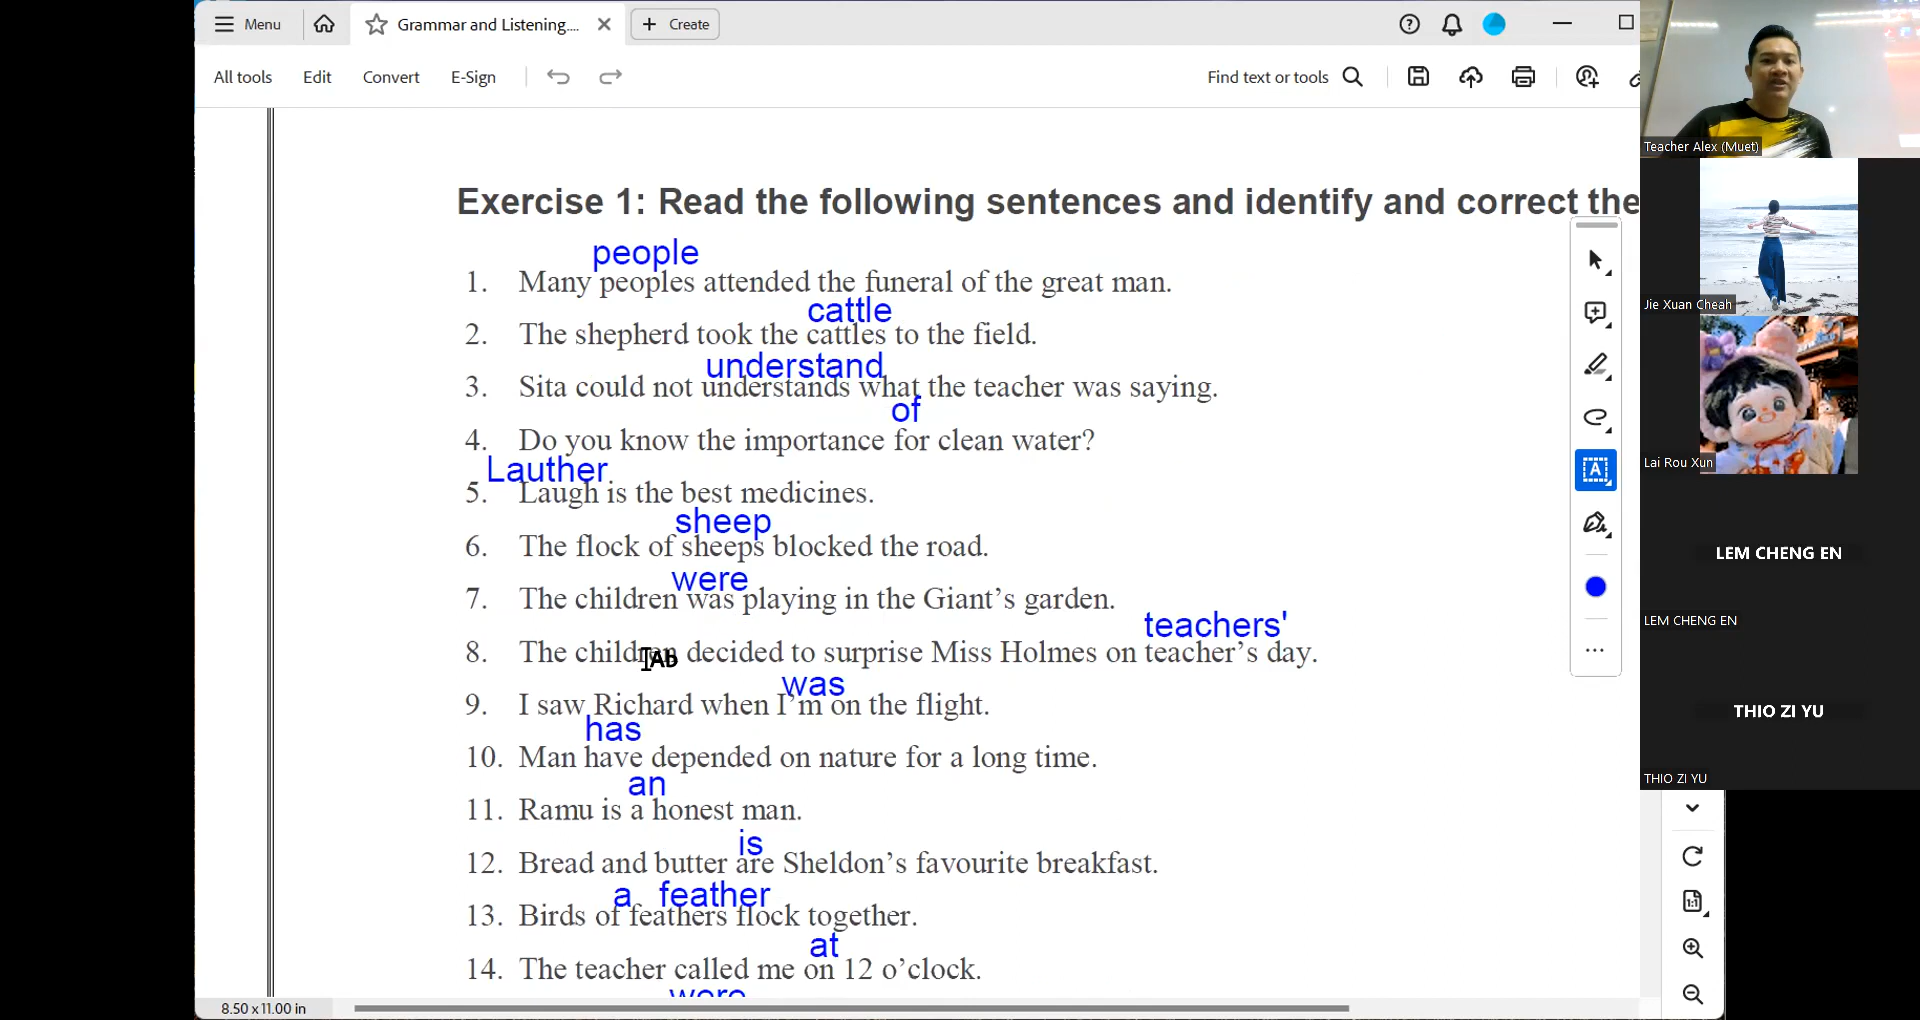 Menu
Grammar and Listening....
Create
All tools
Edit
Convert
E-Sign
Find text or tools
Teacher Alex (Muet)
Exercise 1: Read the following sentences and identify and correct the
people
1. Many peoples attended the funeral of the great man.
cattle
2. The shepherd took the cattles to the field.
understand
3. Sita could not understands what the teacher was saying.
of
4. Do you know the importance for clean water?
Lauther
5. Laugh is the best medicines.
sheep
6. The flock of sheeps blocked the road.
were
7. The children was playing in the Giant's garden.
teachers'
8. The children decided to surprise Miss Holmes on teacher's day.
was
9. I saw Richard when I'm on the flight.
has
10. Man have depended on nature for a long time.
an
11. Ramu is a honest man.
is
12. Bread and butter are Sheldon's favourite breakfast.
a feather
13. Birds of feathers flock together.
at
14. The teacher called me on 12 o'clock.
were
8.50 x 11.00 in
Jie Xuan Cheah
Lai Rou Xun
LEM CHENG EN
LEM CHENG EN
THIO ZI YU
THIO ZI YU